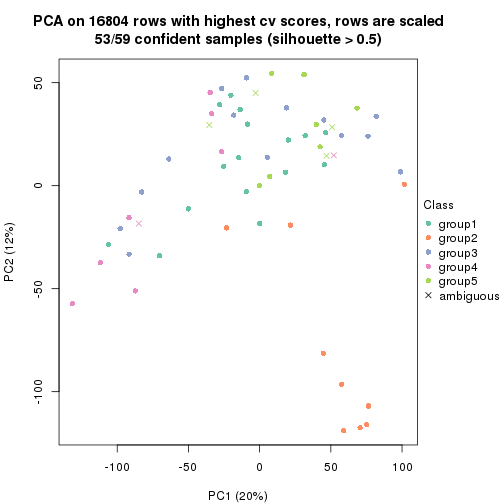 PCA on 16804 rows with highest cv scores, rows are scaled
53/59 confident samples (silhouette > 0.5)
50
0
-50
-100
PC2 (12%)
-100
-50
0
50
100
PC1 (20%)
Class
group1
group2
group3
group4
group5
ambiguous